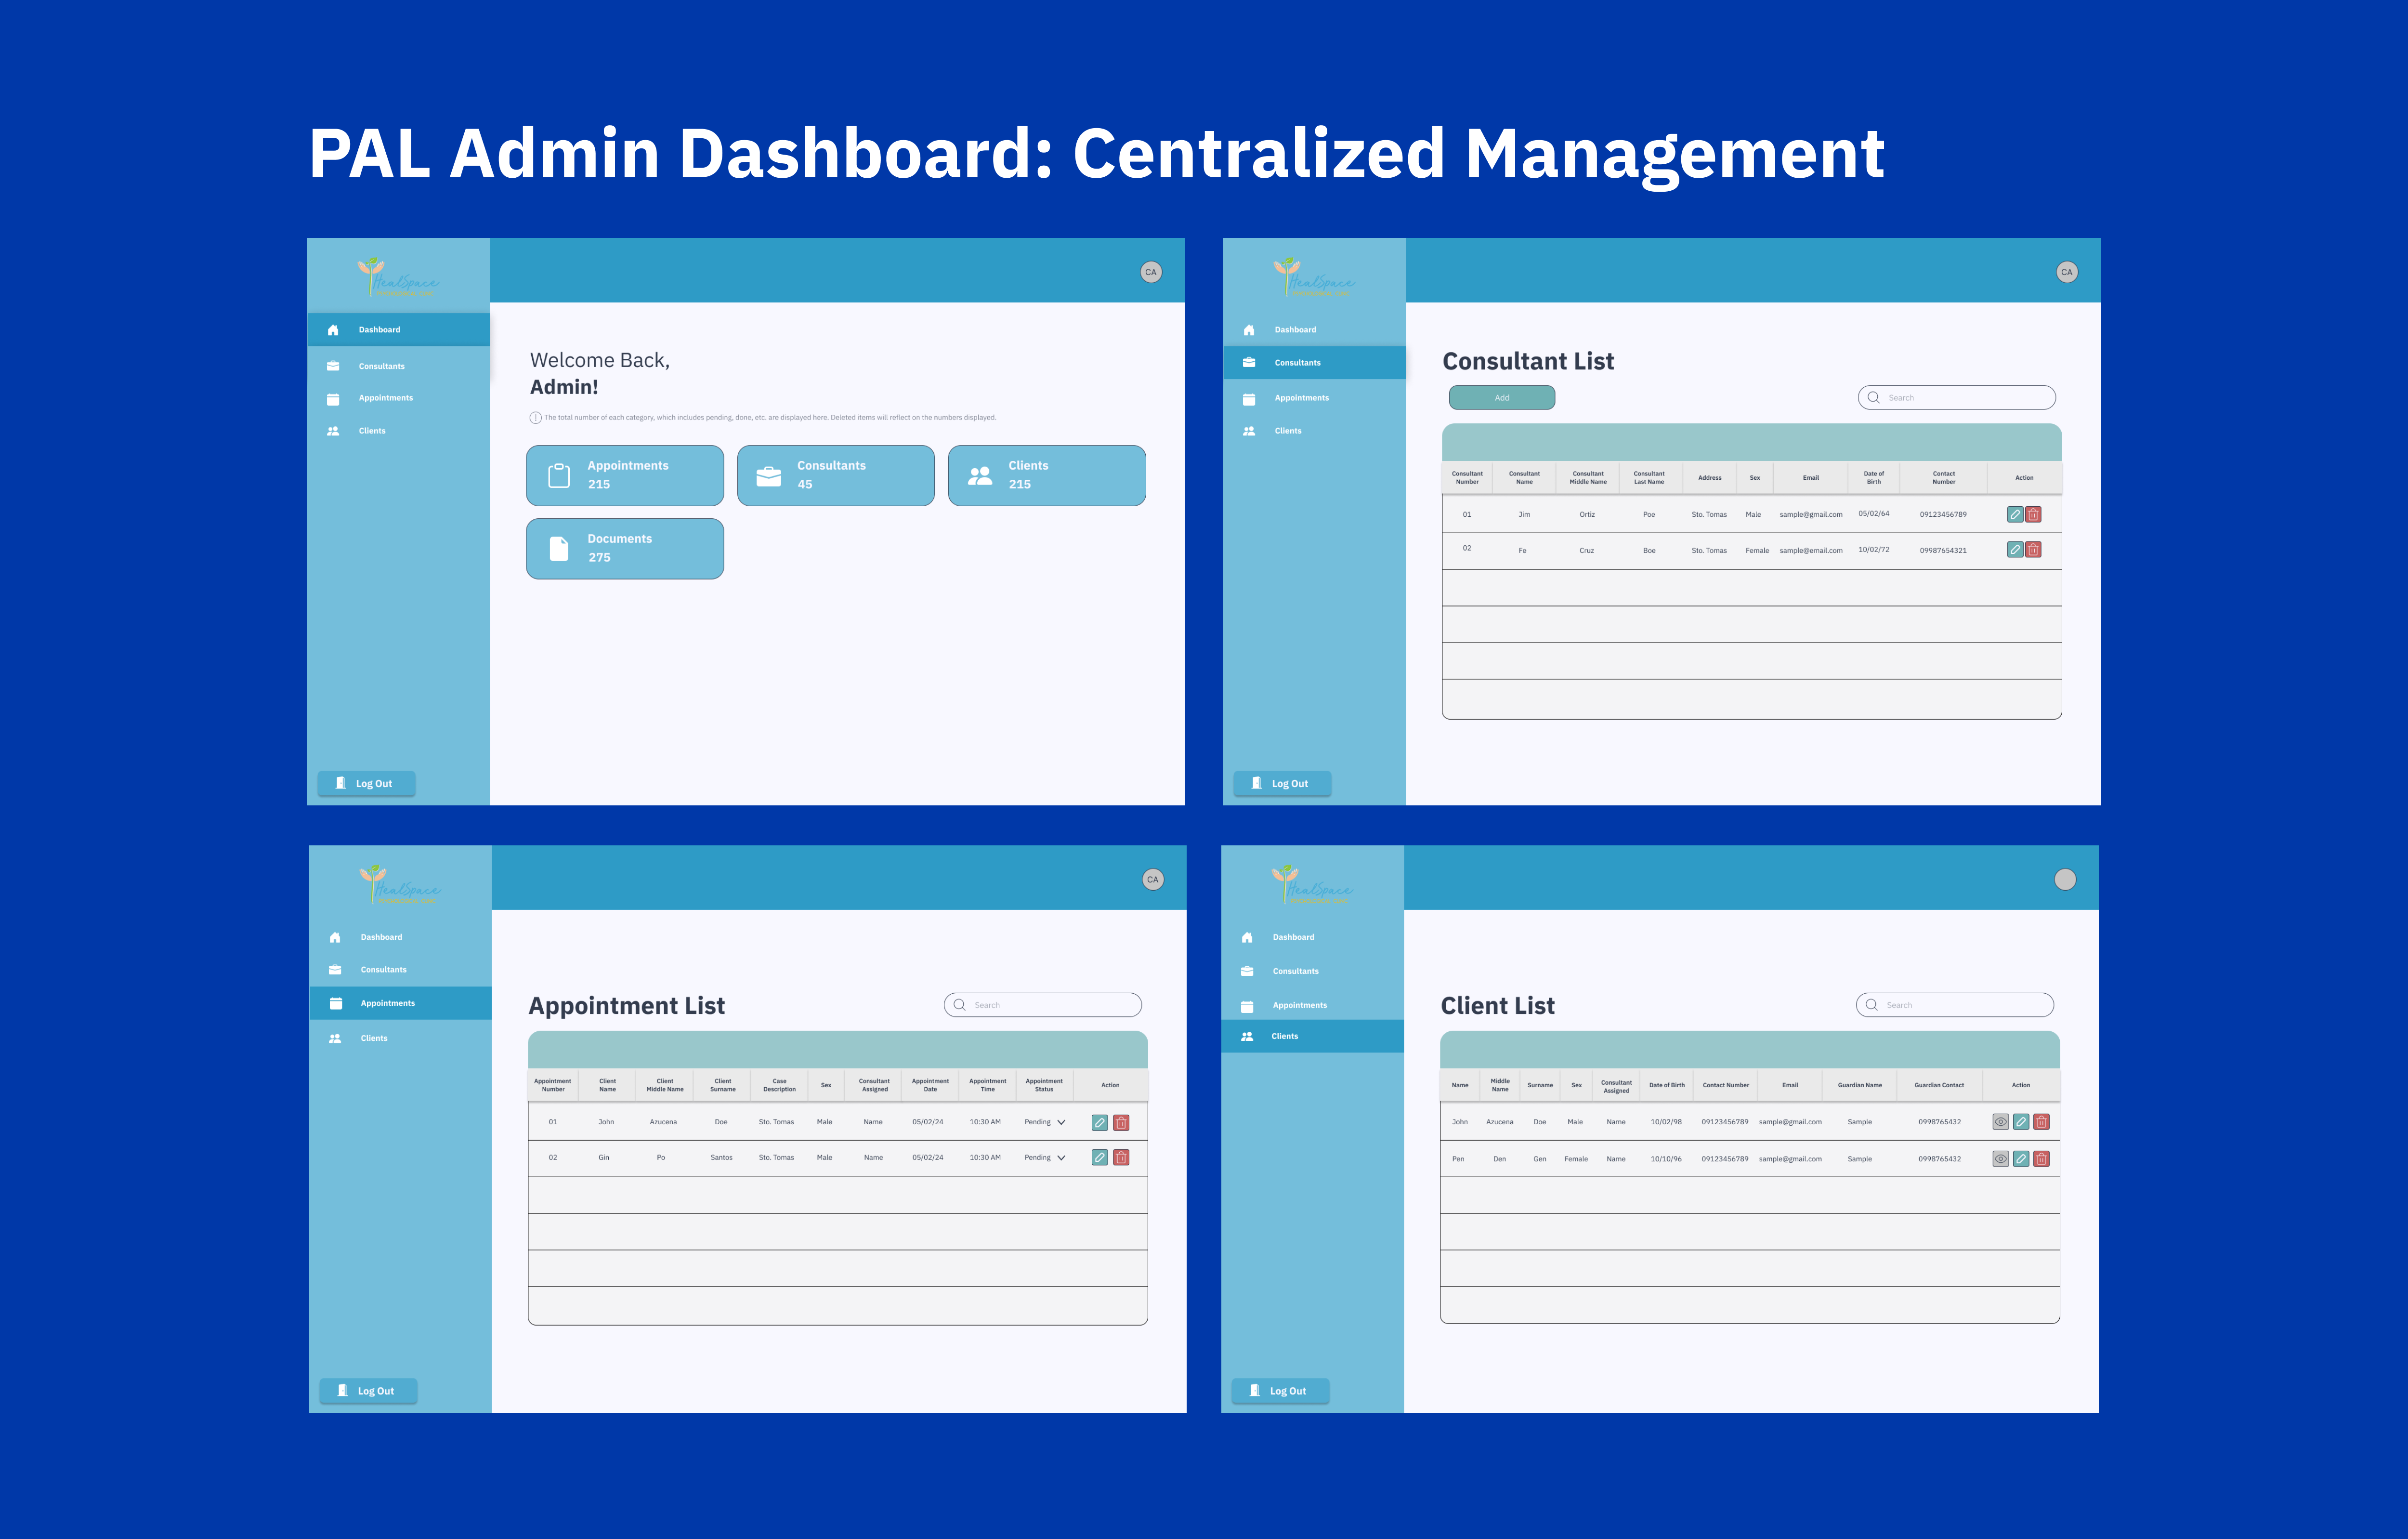 PAL Admin Dashboard: Centralized Management
HealSpace
CA
Dashboard
Consultants
Appointments
Clients
Log Out
Welcome Back,
Admin!
The total number of each category, which includes pending, done, etc. are displayed here. Deleted items will reflect on the numbers displayed.
Appointments
215
Consultants
45
Clients
215
Documents
275
HealSpace
CA
Dashboard
Consultants
Appointments
Clients
Log Out
Consultant List
Add
Search
Consultant Number Consultant Name Consultant Middle Name Consultant Last Name Address Sex Email Date of Birth Contact Number Action
01 Jim Ortiz Poe Sto. Tomas Male sample@gmail.com 05/02/64 09123456789
02 Fe Cruz Boe Sto. Tomas Female sample@email.com 10/02/72 09987654321
HealSpace
CA
Dashboard
Consultants
Appointments
Clients
Log Out
Appointment List
Search
Appointment Number Client Name Client Middle Name Client Surname Case Description Sex Consultant Assigned Appointment Date Appointment Time Appointment Status Action
01 John Azucena Doe Sto. Tomas Male Name 05/02/24 10:30 AM Pending
02 Gin Po Santos Sto. Tomas Male Name 05/02/24 10:30 AM Pending
HealSpace
Dashboard
Consultants
Appointments
Clients
Log Out
Client List
Search
Name Middle Name Surname Sex Consultant Assigned Date of Birth Contact Number Email Guardian Name Guardian Contact Action
John Azucena Doe Male Name 10/02/98 09123456789 sample@gmail.com Sample 0998765432
Pen Den Gen Female Name 10/10/96 09123456789 sample@gmail.com Sample 0998765432